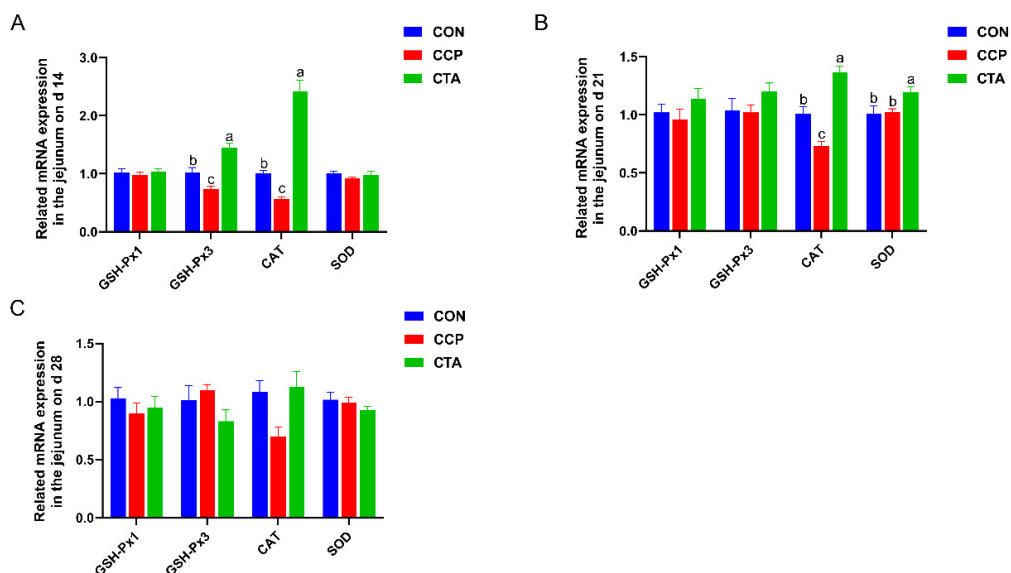 A
CON
CCP
CTA
Related mRNA expression
in the jejunum on d 14
3.0
2.0
1.0
0.0
b
c
a
b
c
a
GSH-Px1
GSH-Px3
CAT
SOD
B
CON
CCP
CTA
Related mRNA expression
in the jejunum on d 21
1.5
1.0
0.5
0.0
b
c
a
b
b
a
GSH-Px1
GSH-Px3
CAT
SOD
C
CON
CCP
CTA
Related mRNA expression
in the jejunum on d 28
1.5
1.0
0.5
0.0
GSH-Px1
GSH-Px3
CAT
SOD